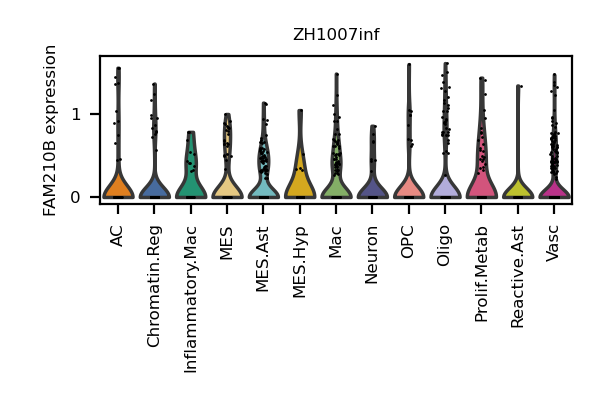 ZH1007inf
FAM210B expression
1
0
AC
Chromatin.Reg
Inflammatory.Mac
MES
MES.Ast
MES.Hyp
Mac
Neuron
OPC
Oligo
Prolif.Metab
Reactive.Ast
Vasc